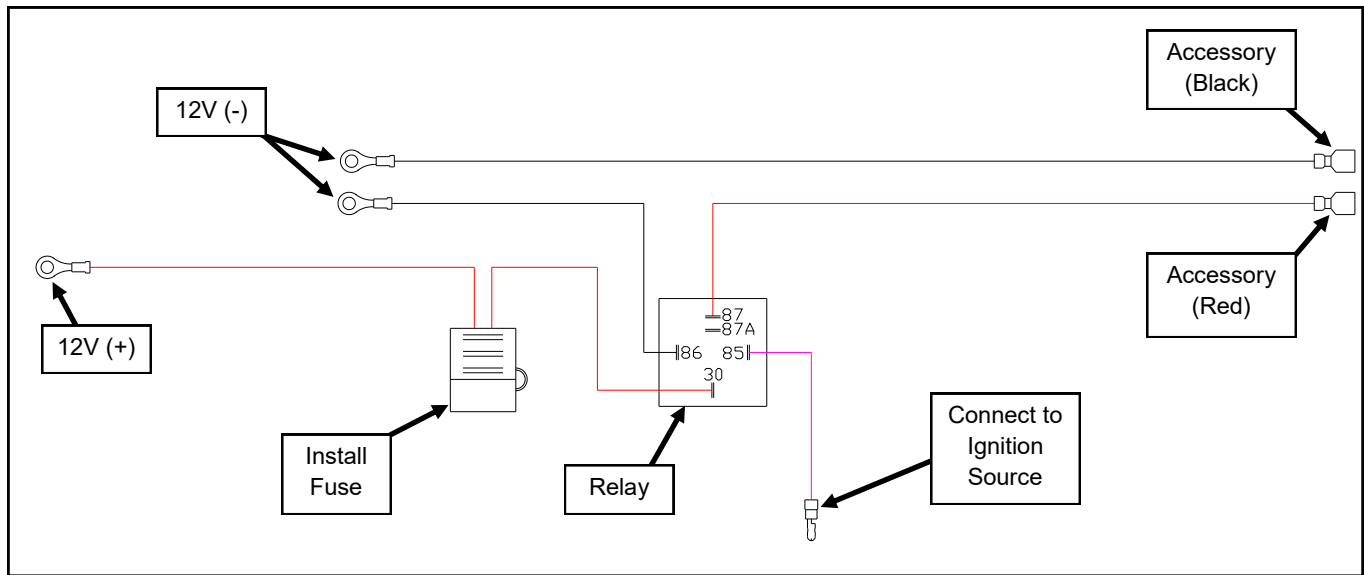 Accessory
(Black)
12V (-)
Accessory
(Red)
12V (+)
87
87A
86 85
30
Install
Fuse
Relay
Connect to
Ignition
Source